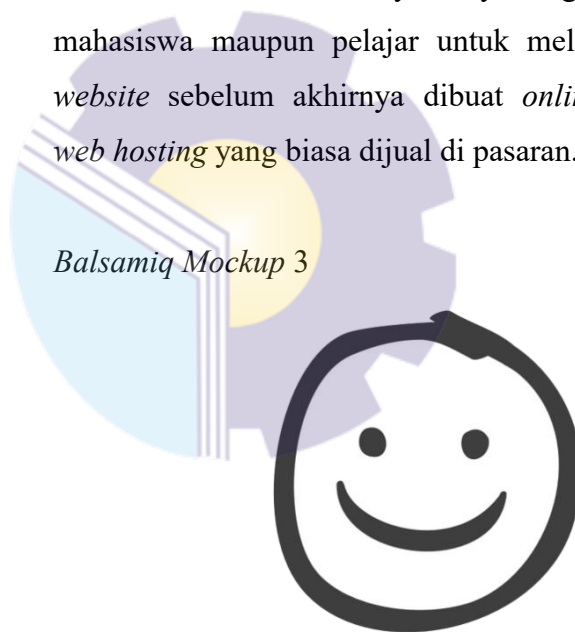 mahasiswa maupun pelajar untuk mel
website sebelum akhirnya dibuat onlin
web hosting yang biasa dijual di pasaran.
Balsamiq Mockup 3